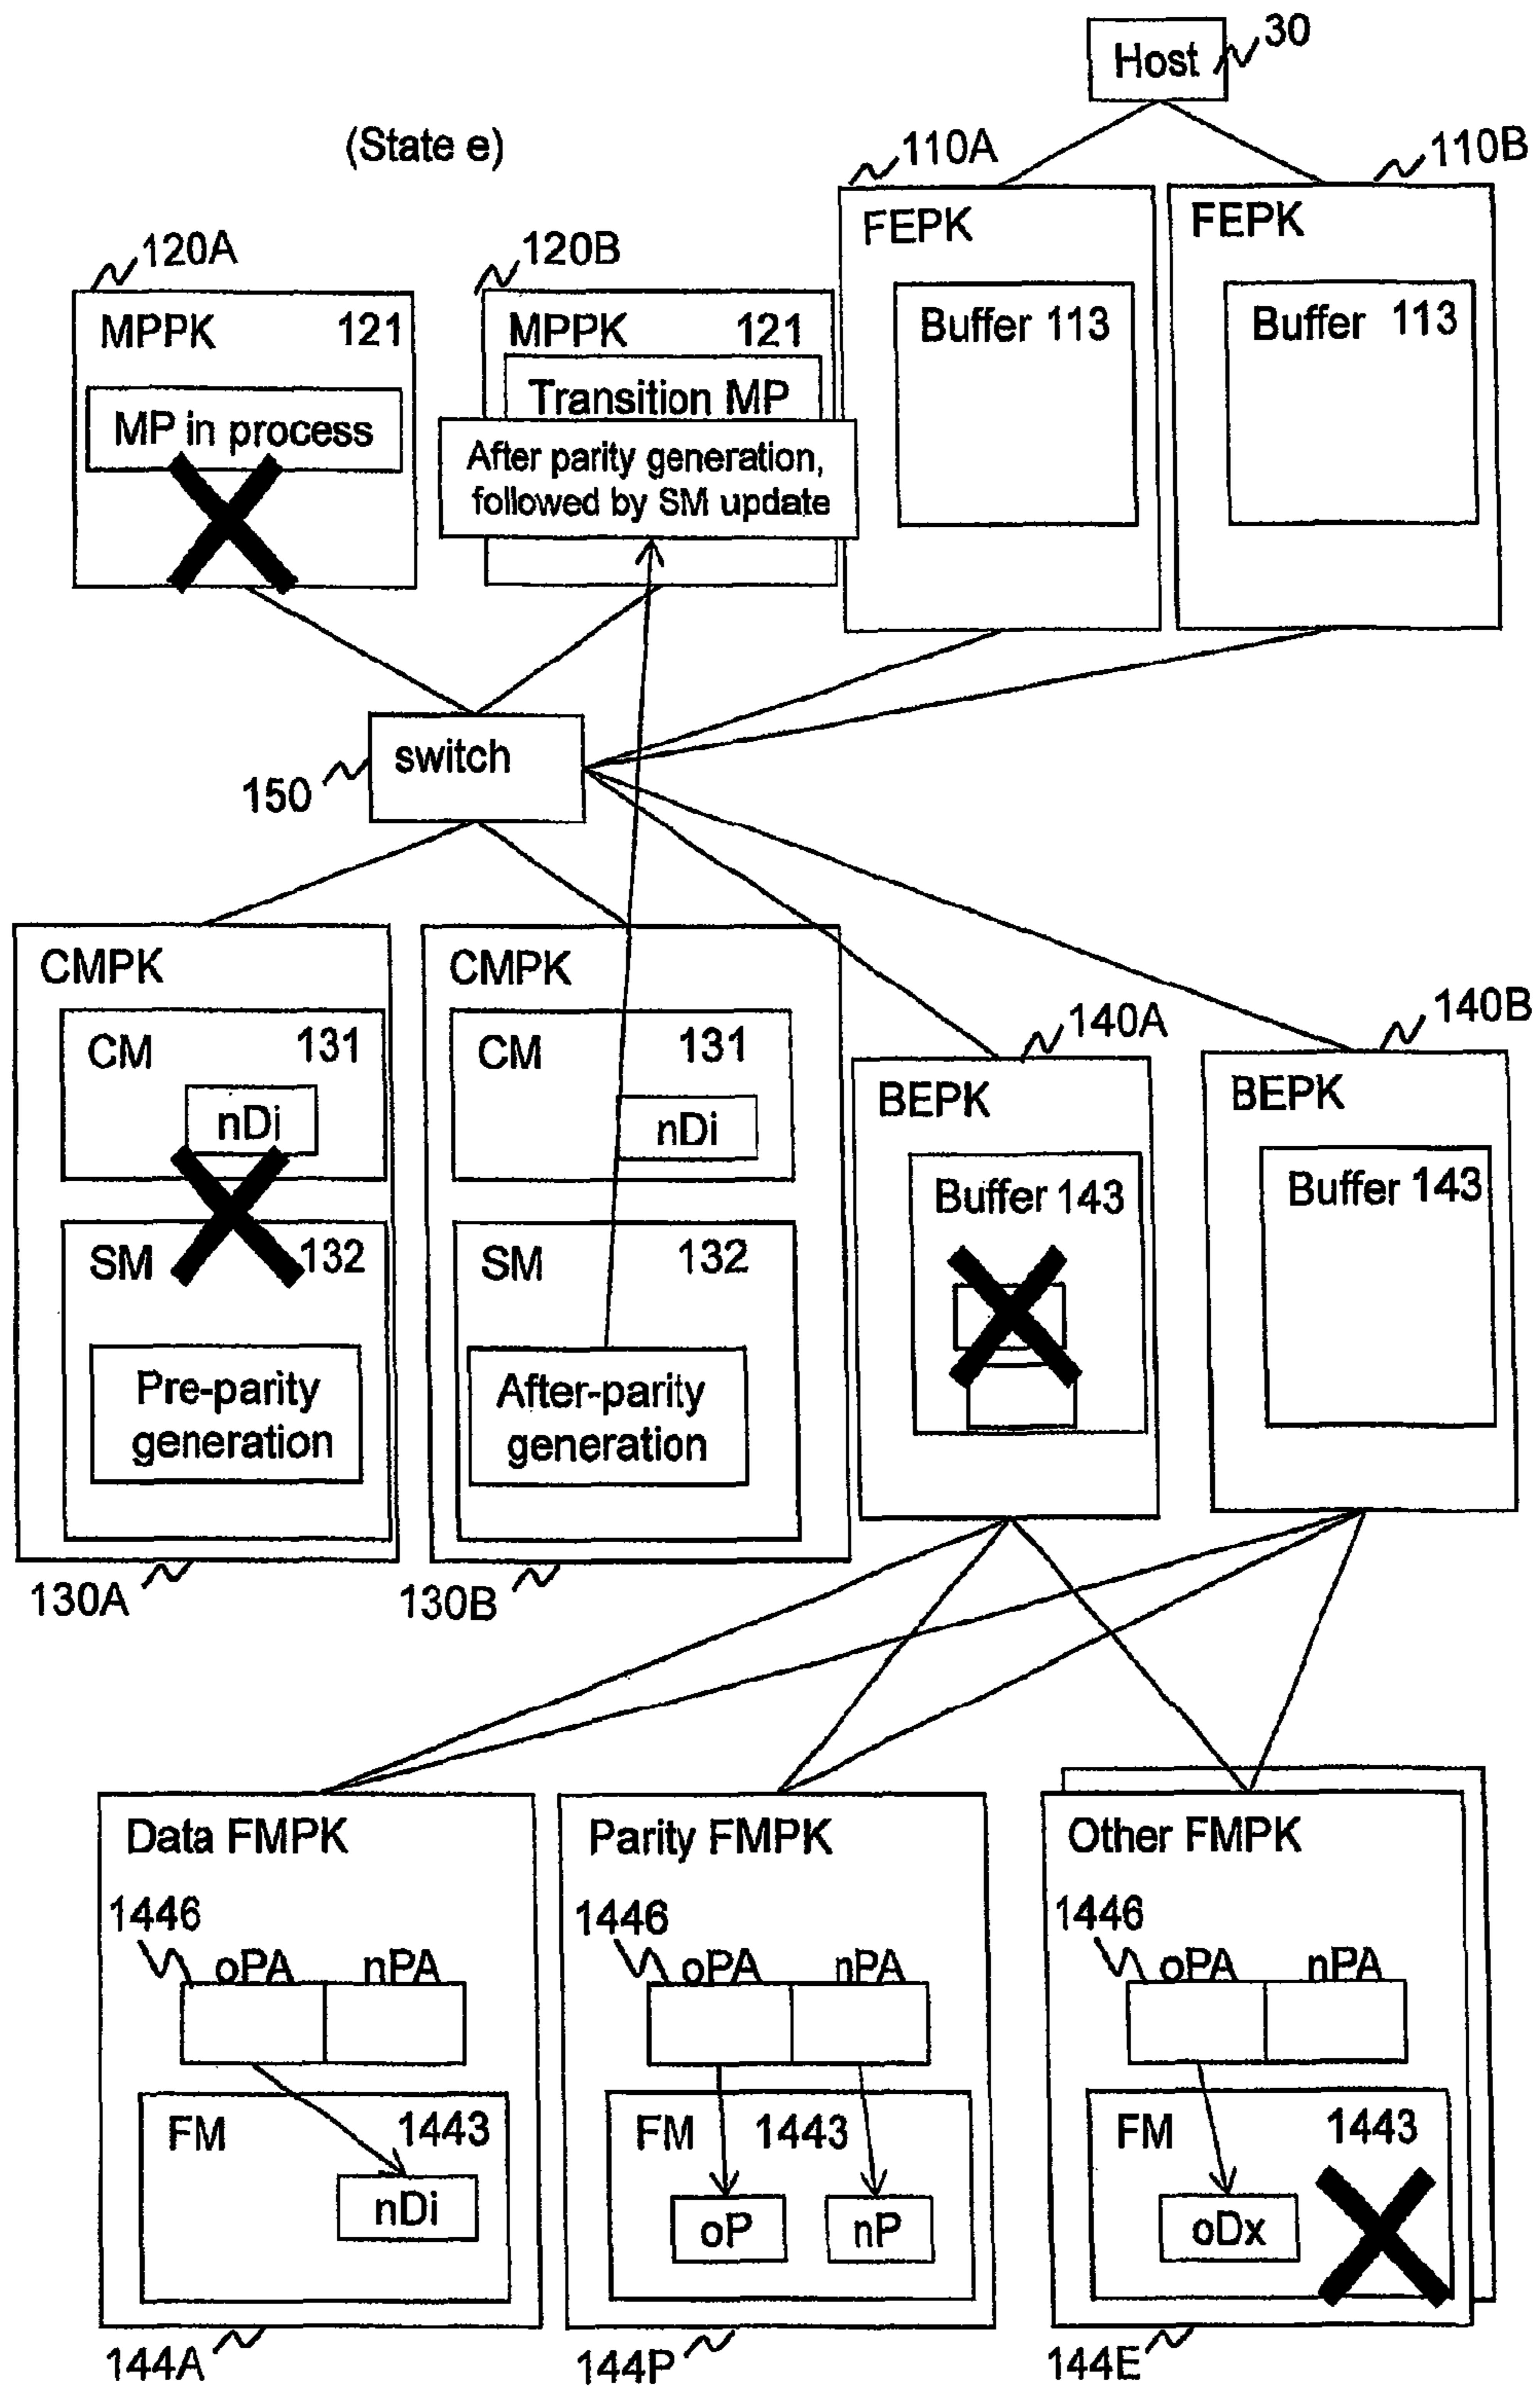 Host
30
(State e)
110A
110B
FEPK
FEPK
120A
120B
Buffer 113
Buffer 113
MPPK 121
MPPK 121
MP in process
Transition MP
After parity generation,
followed by SM update
switch
150
CMPK
CMPK
140A
140B
CM 131
CM 131
BEPK
BEPK
nDi
nDi
Buffer 143
Buffer 143
SM 132
SM 132
Pre-parity
generation
After-parity
generation
130A
130B
Data FMPK
Parity FMPK
Other FMPK
1446
1446
1446
oPA nPA
oPA nPA
oPA nPA
FM 1443
FM 1443
FM 1443
nDi
oP
nP
oDx
144A
144P
144E